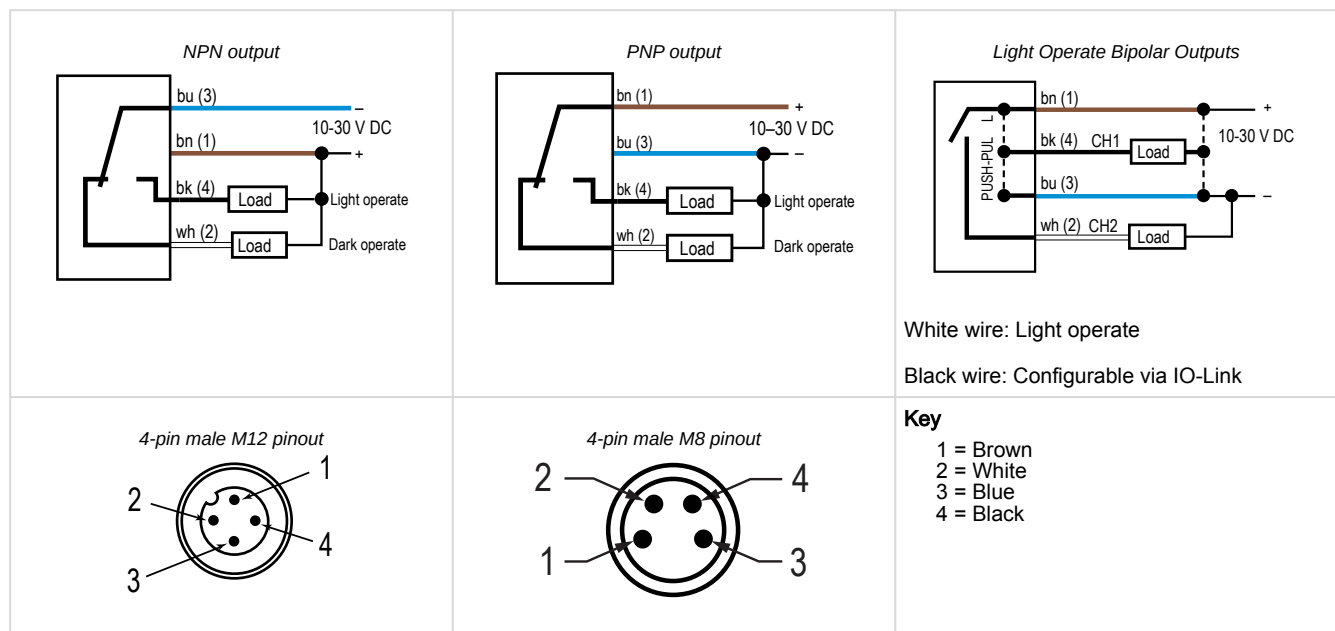 NPN output
bu (3)
–
10-30 V DC
bn (1)
+
bk (4)
Load
Light operate
wh (2)
Load
Dark operate
PNP output
bn (1)
+
10–30 V DC
bu (3)
–
bk (4)
Load
Light operate
wh (2)
Load
Dark operate
Light Operate Bipolar Outputs
bn (1)
+
10-30 V DC
PUSH-PUL L
bk (4) CH1
Load
bu (3)
–
wh (2) CH2
Load
White wire: Light operate
Black wire: Configurable via IO-Link
4-pin male M12 pinout
1
2
4
3
4-pin male M8 pinout
2
4
1
3
Key
1 = Brown
2 = White
3 = Blue
4 = Black